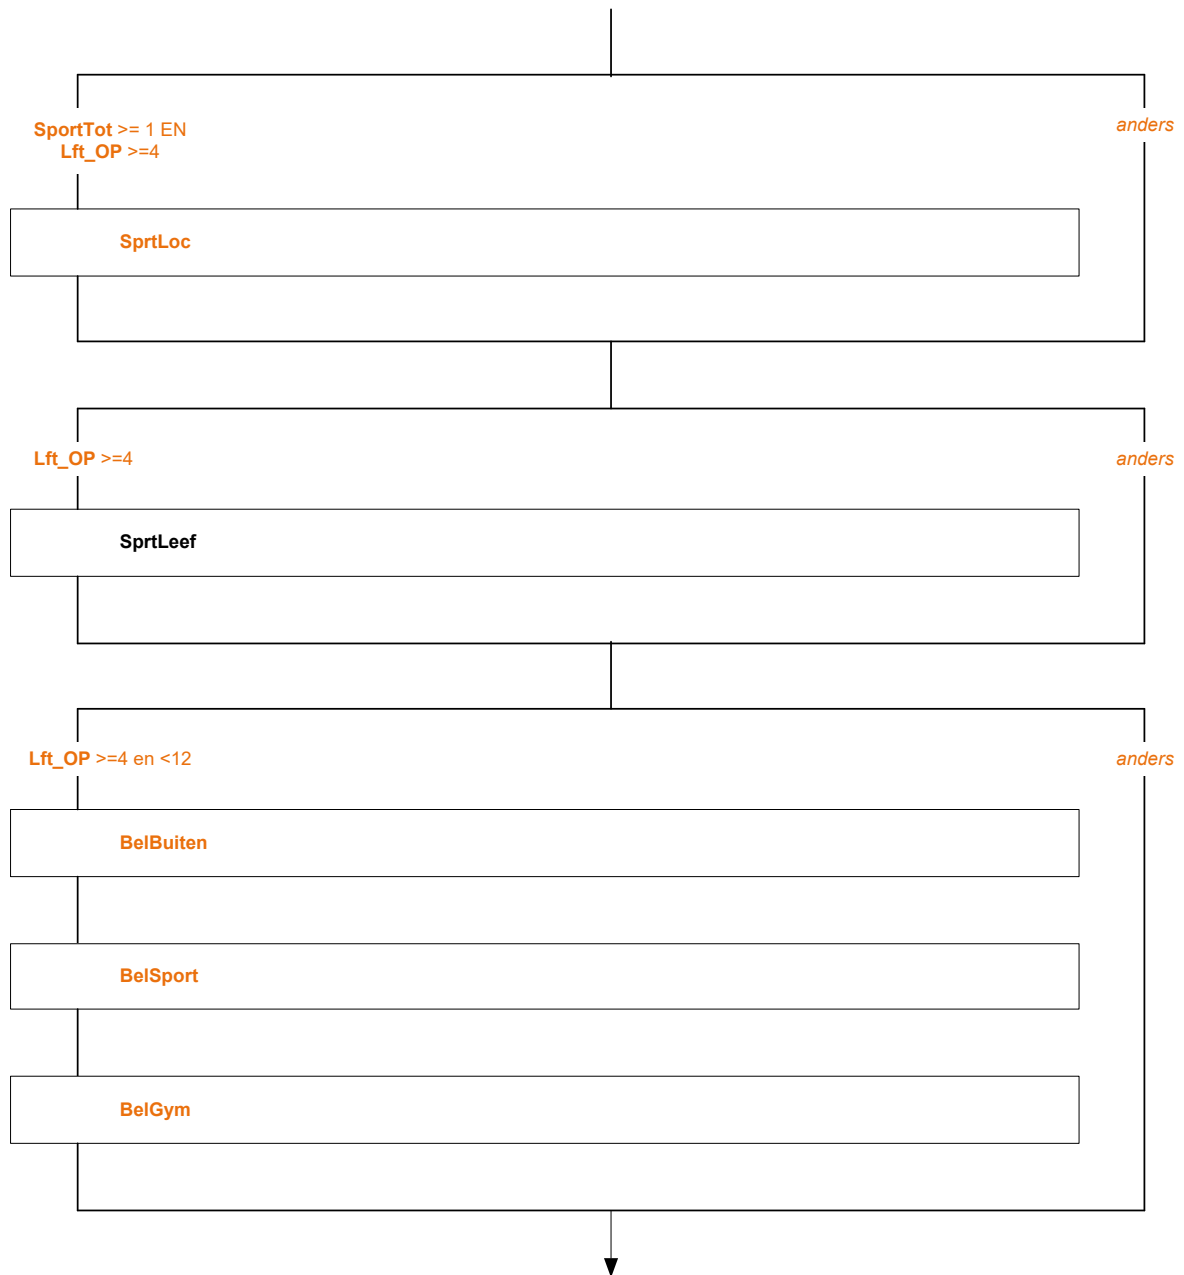 SportTot >= 1 EN
Lft_OP >=4
anders
SprtLoc
Lft_OP >=4
anders
SprtLeef
Lft_OP >=4 en <12
anders
BelBuiten
BelSport
BelGym